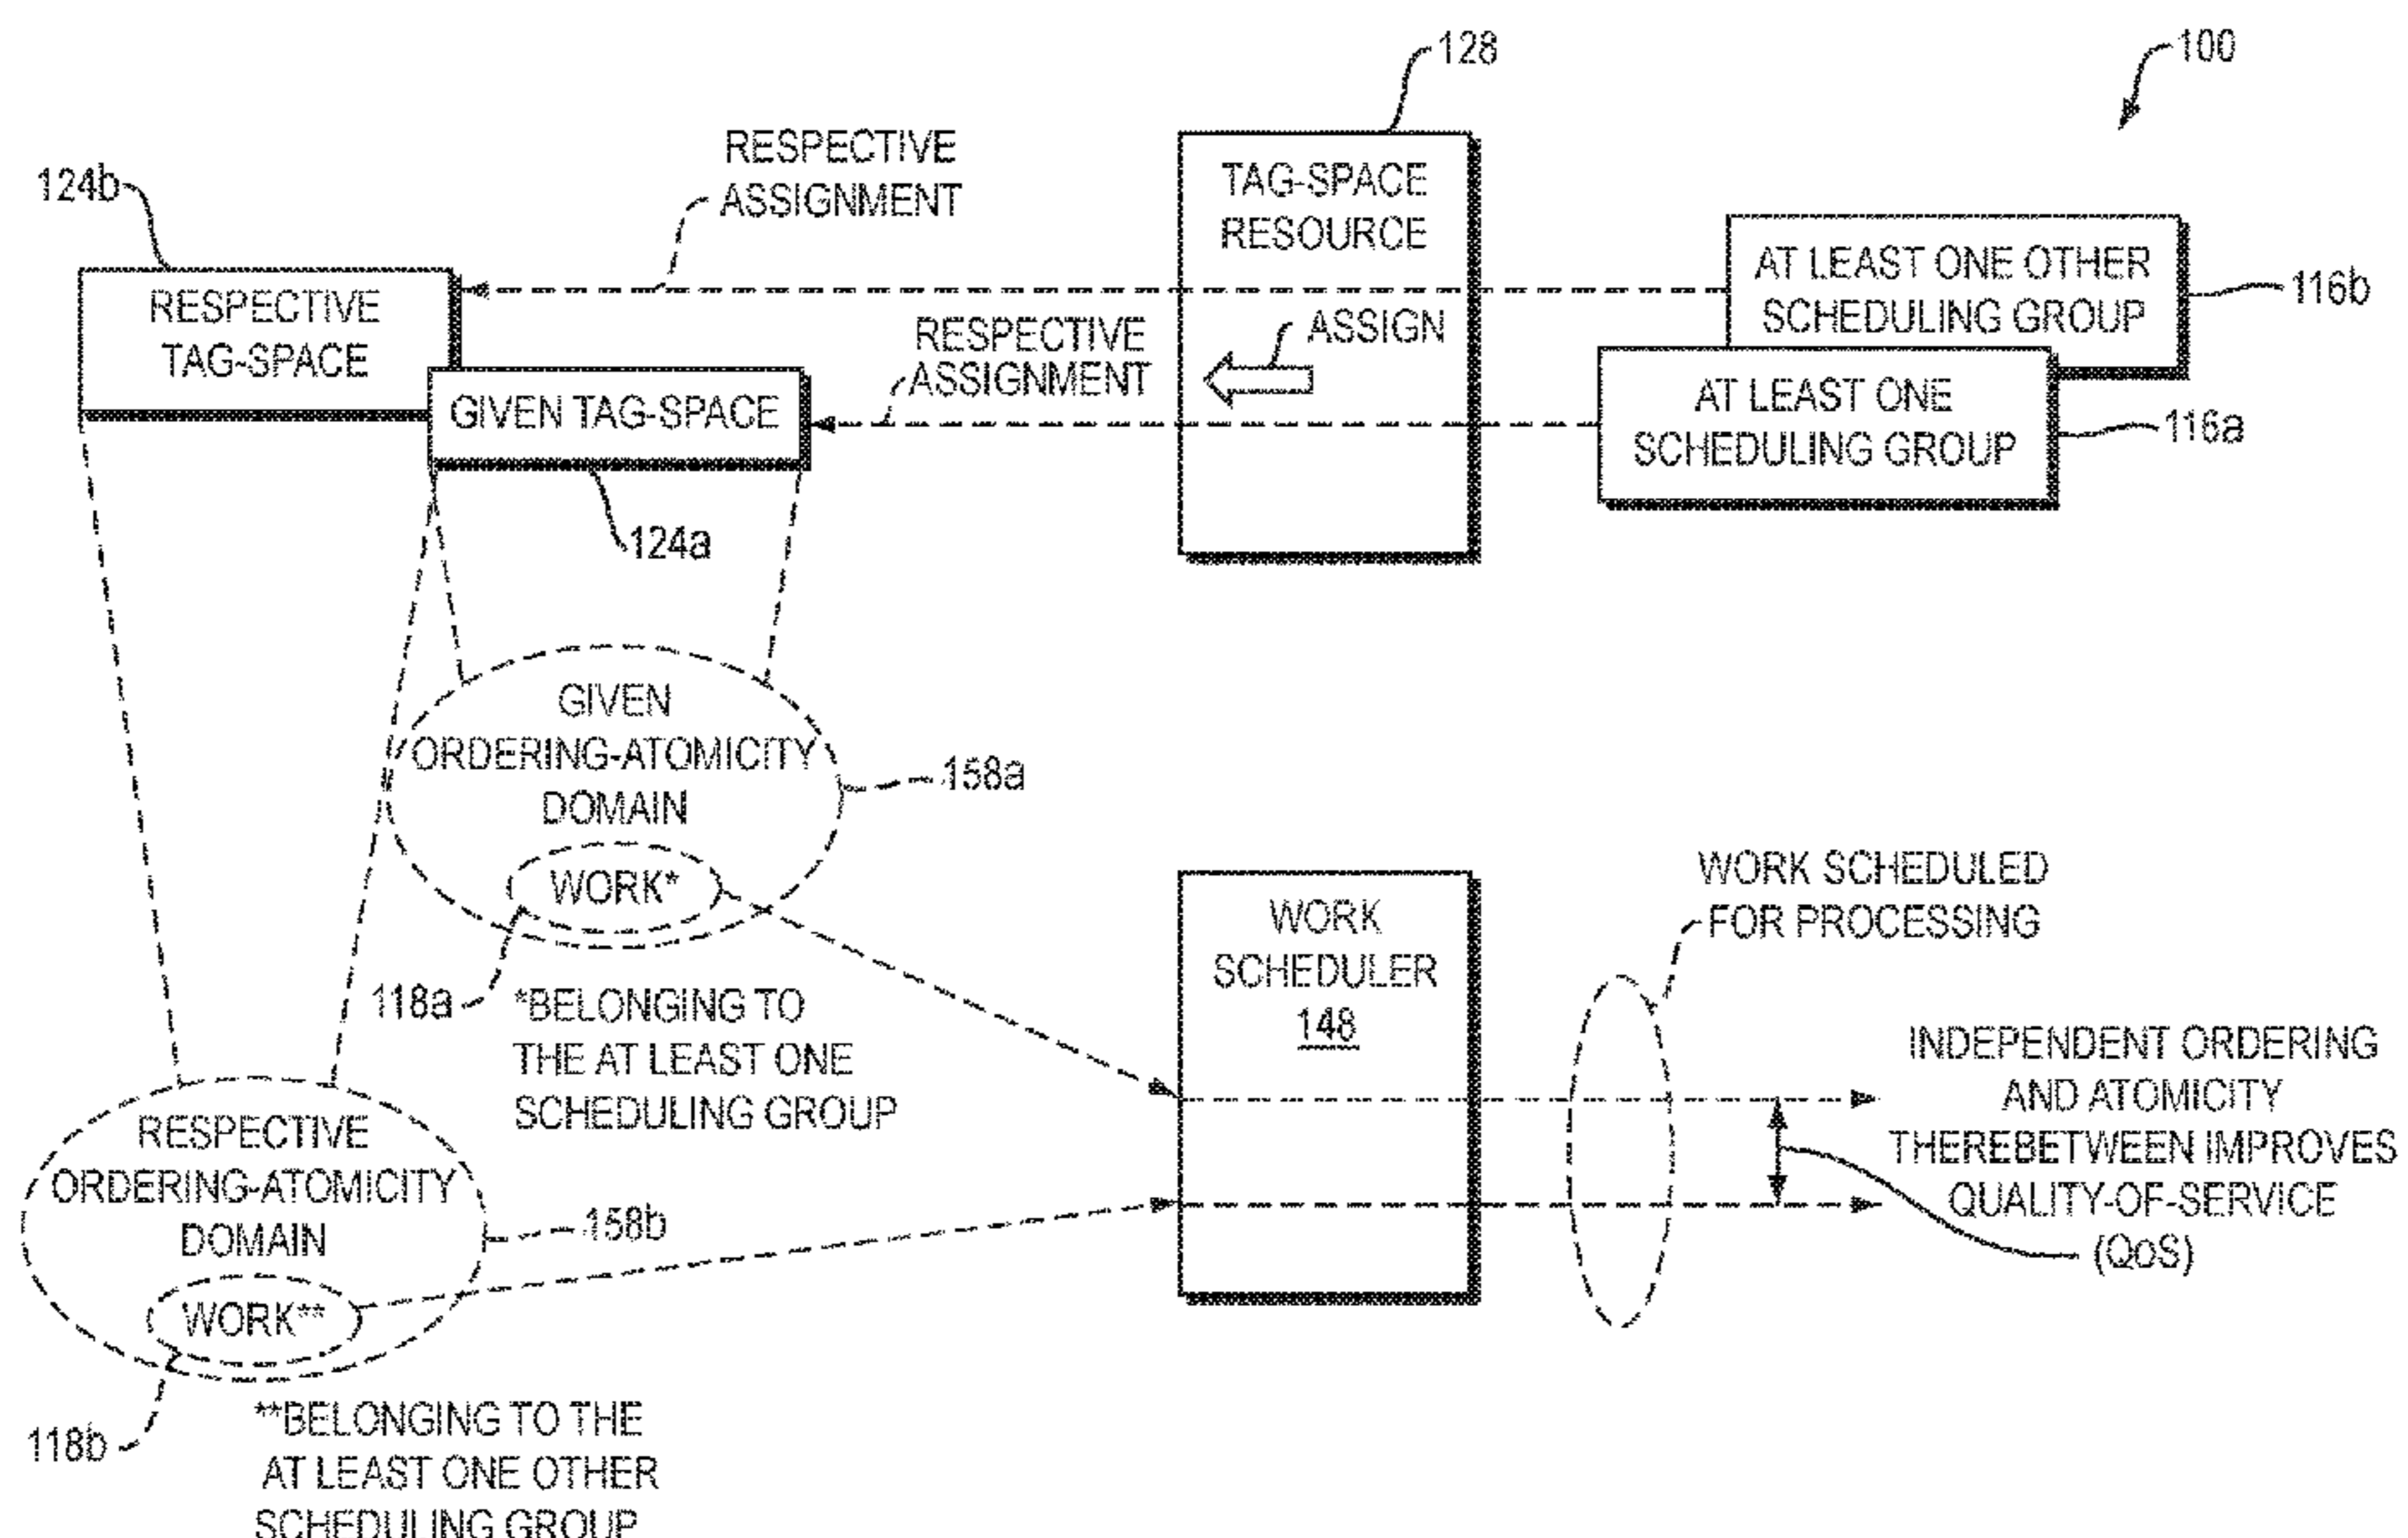 100
128
RESPECTIVE
ASSIGNMENT
124b
TAG-SPACE
RESOURCE
AT LEAST ONE OTHER
SCHEDULING GROUP
116b
RESPECTIVE
TAG-SPACE
RESPECTIVE
ASSIGNMENT
ASSIGN
AT LEAST ONE
SCHEDULING GROUP
116a
GIVEN TAG-SPACE
124a
GIVEN
ORDERING-ATOMICITY
DOMAIN
158a
WORK*
118a
*BELONGING TO
THE AT LEAST ONE
SCHEDULING GROUP
WORK
SCHEDULER
148
WORK SCHEDULED
FOR PROCESSING
INDEPENDENT ORDERING
AND ATOMICITY
THEREBETWEEN IMPROVES
QUALITY-OF-SERVICE
(QoS)
RESPECTIVE
ORDERING-ATOMICITY
DOMAIN
158b
WORK**
118b
**BELONGING TO THE
AT LEAST ONE OTHER
SCHEDULING GROUP